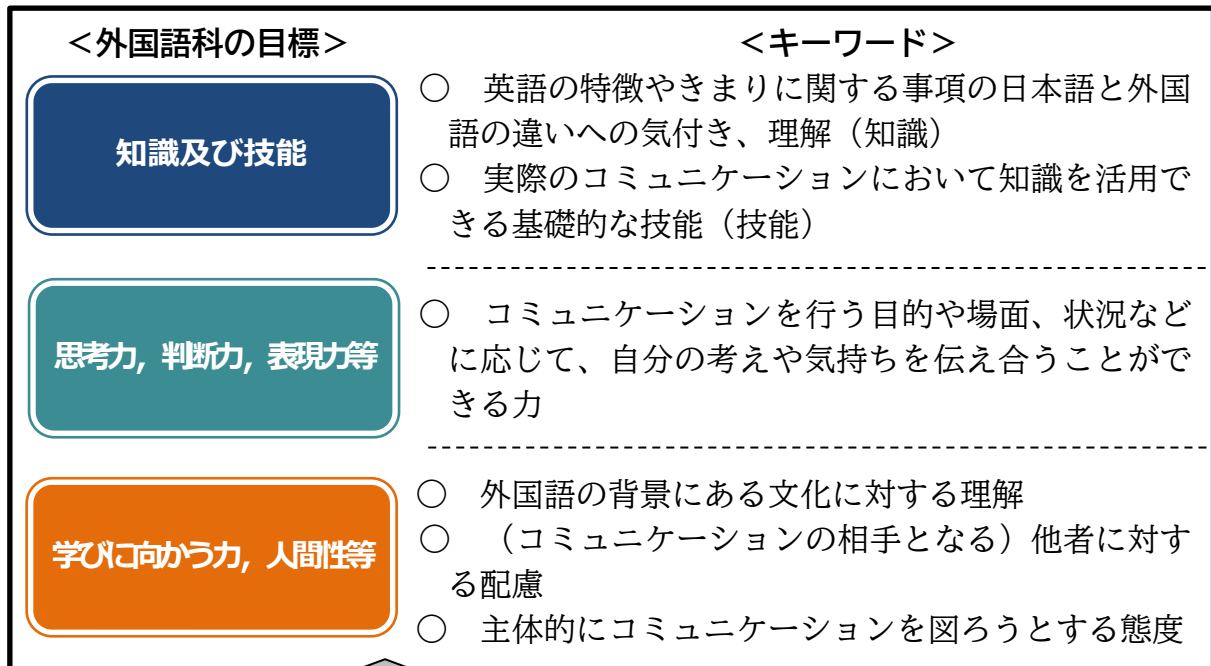 ＜外国語科の目標＞
＜キーワード＞
知識及び技能
○　英語の特徴やきまりに関する事項の日本語と外国
語の違いへの気付き、理解（知識）
○　実際のコミュニケーションにおいて知識を活用で
きる基礎的な技能（技能）
思考力，判断力，表現力等
○　コミュニケーションを行う目的や場面、状況など
に応じて、自分の考えや気持ちを伝え合うことがで
きる力
学びに向かう力，人間性等
○　外国語の背景にある文化に対する理解
○　（コミュニケーションの相手となる）他者に対す
る配慮
○　主体的にコミュニケーションを図ろうとする態度